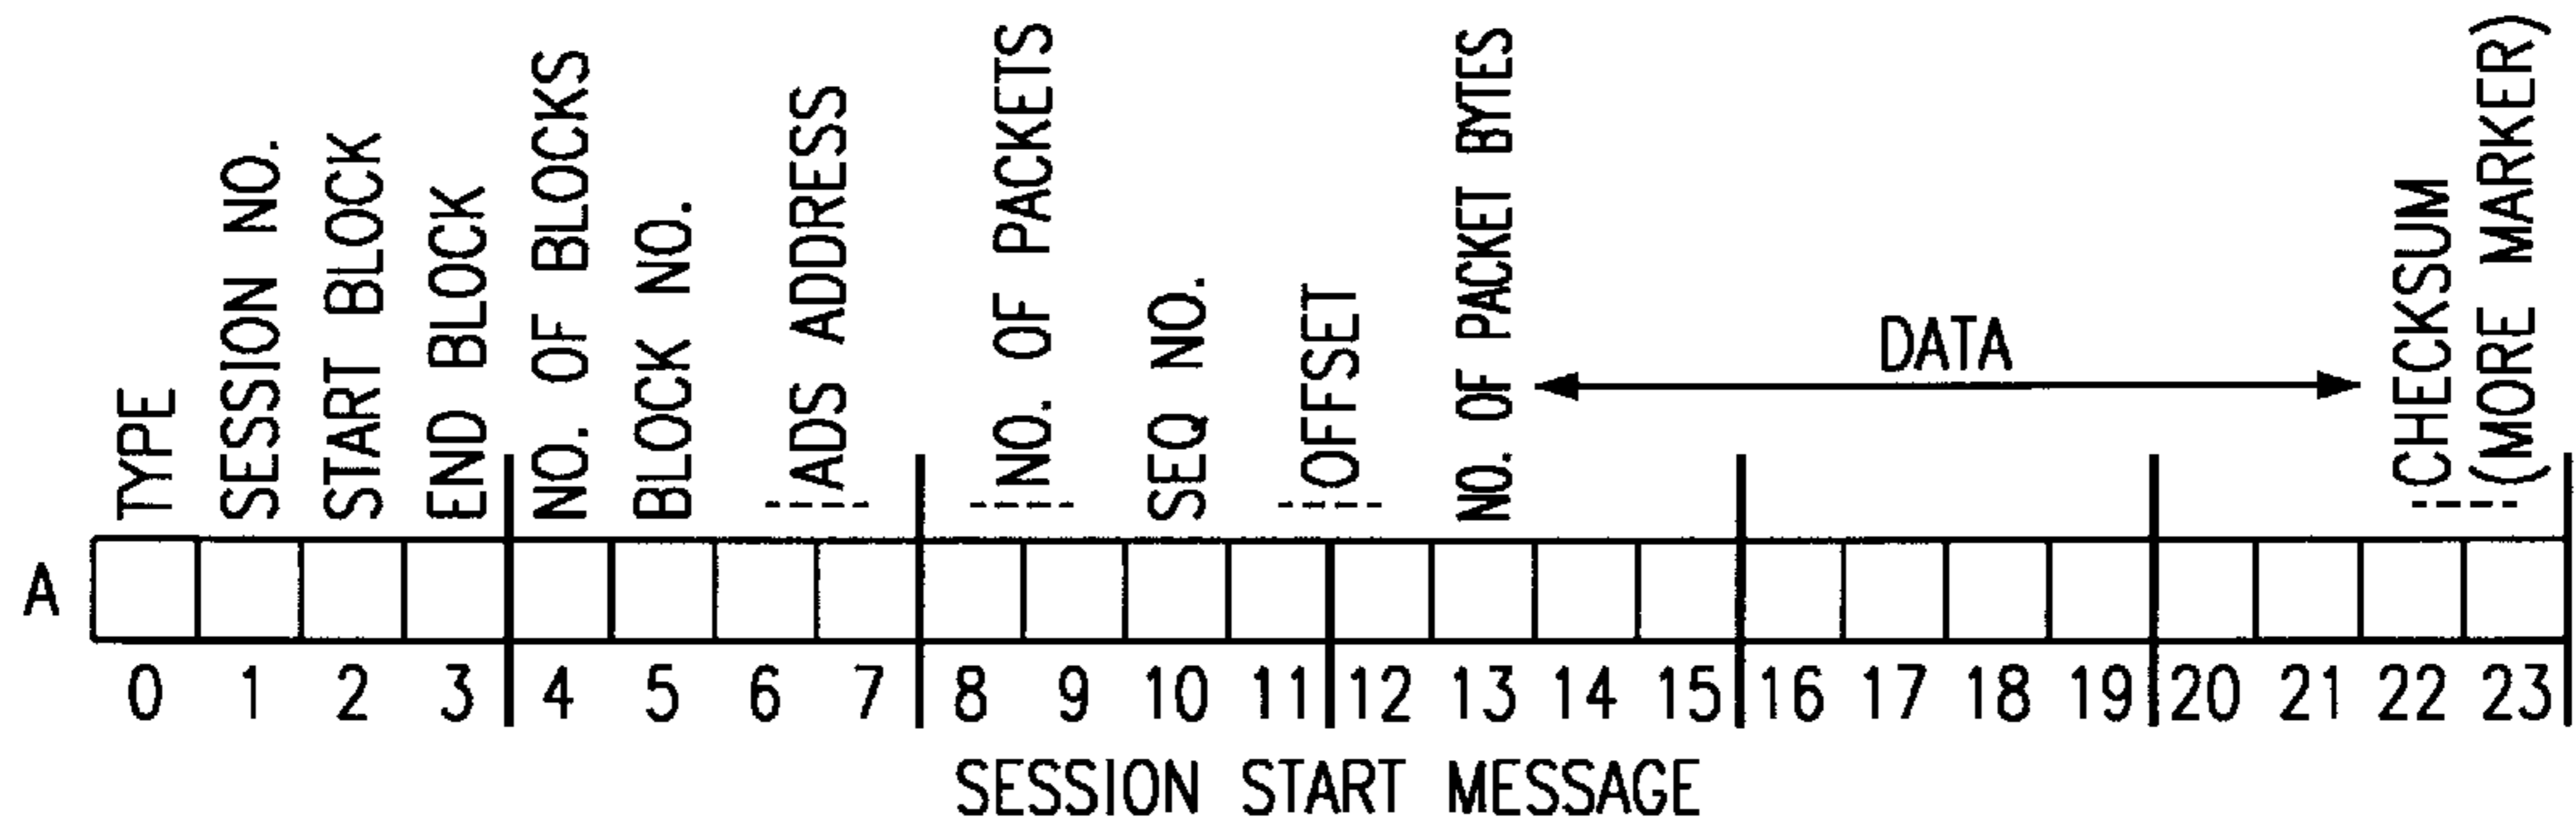 TYPE
SESSION NO.
START BLOCK
END BLOCK
NO. OF BLOCKS
BLOCK NO.
ADS ADDRESS
NO. OF PACKETS
SEQ NO.
OFFSET
NO. OF PACKET BYTES
DATA
CHECKSUM
(MORE MARKER)
A
0 1 2 3 4 5 6 7 8 9 10 11 12 13 14 15 16 17 18 19 20 21 22 23
SESSION START MESSAGE